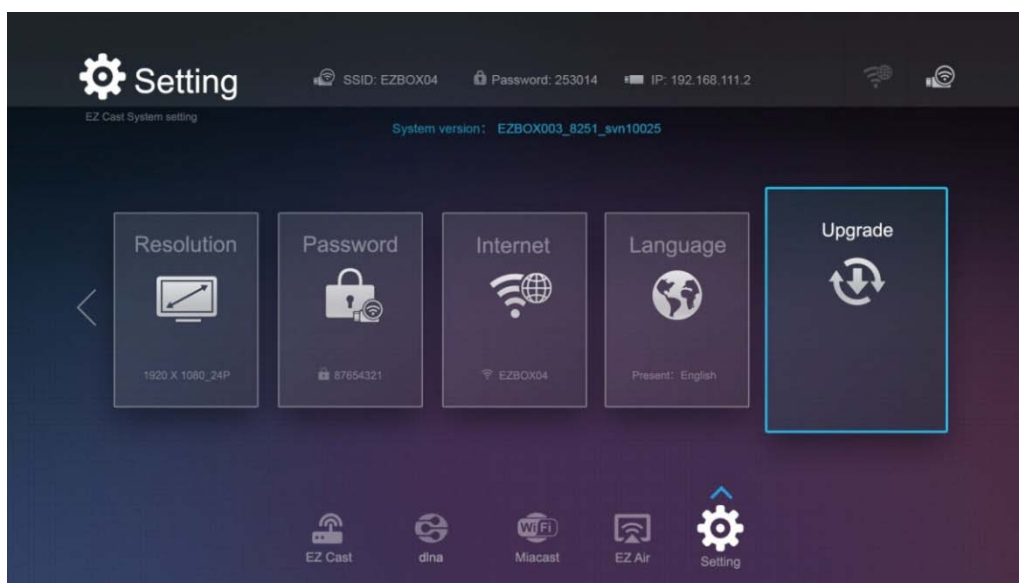 Setting
SSID: EZBOX04
Password: 253014
IP: 192.168.111.2
EZ Cast System setting
System version: EZBOX003_8251_svn10025
Resolution
Password
Internet
Language
Upgrade
1920 X 1080_24P
87654321
EZBOX04
Present: English
WiFi
EZ Cast
dlna
Miacast
EZ Air
Setting